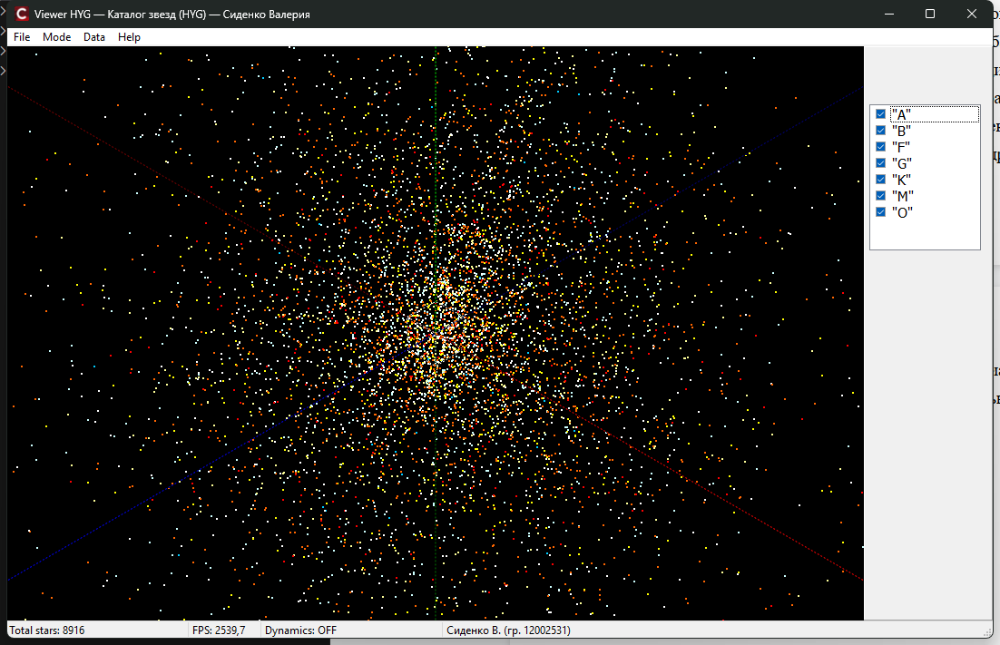 Viewer HYG — Каталог звезд (HYG) — Сиденко Валерия
File Mode Data Help
"A"
"B"
"F"
"G"
"K"
"M"
"O"
Total stars: 8916 FPS: 2539,7 Dynamics: OFF Сиденко В. (гр. 12002531)